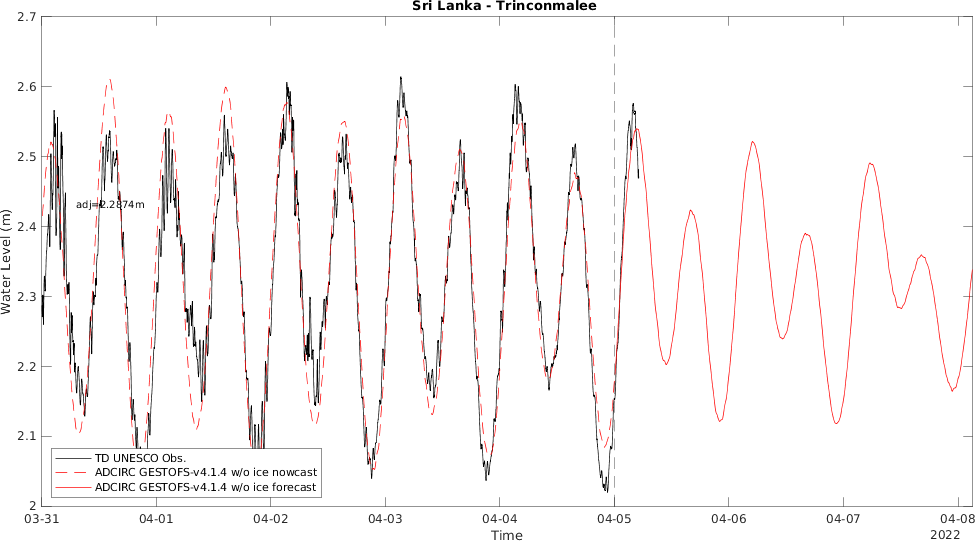 Sri Lanka - Trinconmalee
2.7
2.6
2.5
2.4
2.3
2.2
2.1
2
Water Level (m)
adj=2.2874m
TD UNESCO Obs.
ADCIRC GESTOFS-v4.1.4 w/o ice nowcast
ADCIRC GESTOFS-v4.1.4 w/o ice forecast
03-31 04-01 04-02 04-03 04-04 04-05 04-06 04-07 04-08
Time
2022